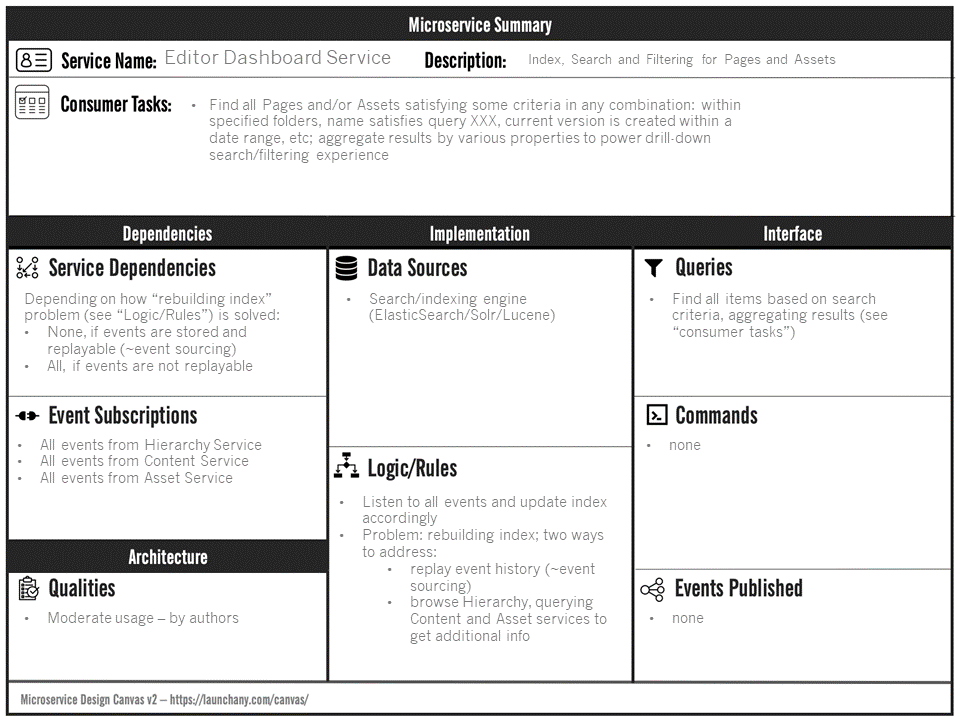 Microservice Summary
Service Name: Editor Dashboard Service Description: Index, Search and Filtering for Pages and Assets
Consumer Tasks:
• Find all Pages and/or Assets satisfying some criteria in any combination: within
specified folders, name satisfies query XXX, current version is created within a
date range, etc; aggregate results by various properties to power drill-down
search/filtering experience
Dependencies
Service Dependencies
Depending on how “rebuilding index”
problem (see “Logic/Rules”) is solved:
• None, if events are stored and
replayable (~event sourcing)
• All, if events are not replayable
Event Subscriptions
• All events from Hierarchy Service
• All events from Content Service
• All events from Asset Service
Architecture
Qualities
• Moderate usage – by authors
Implementation
Data Sources
• Search/indexing engine
(ElasticSearch/Solr/Lucene)
Logic/Rules
• Listen to all events and update index
accordingly
• Problem: rebuilding index; two ways
to address:
• replay event history (~event
sourcing)
• browse Hierarchy, querying
Content and Asset services to
get additional info
Interface
Queries
• Find all items based on search
criteria, aggregating results (see
“consumer tasks”)
Commands
• none
Events Published
• none
Microservice Design Canvas v2 – https://launchany.com/canvas/